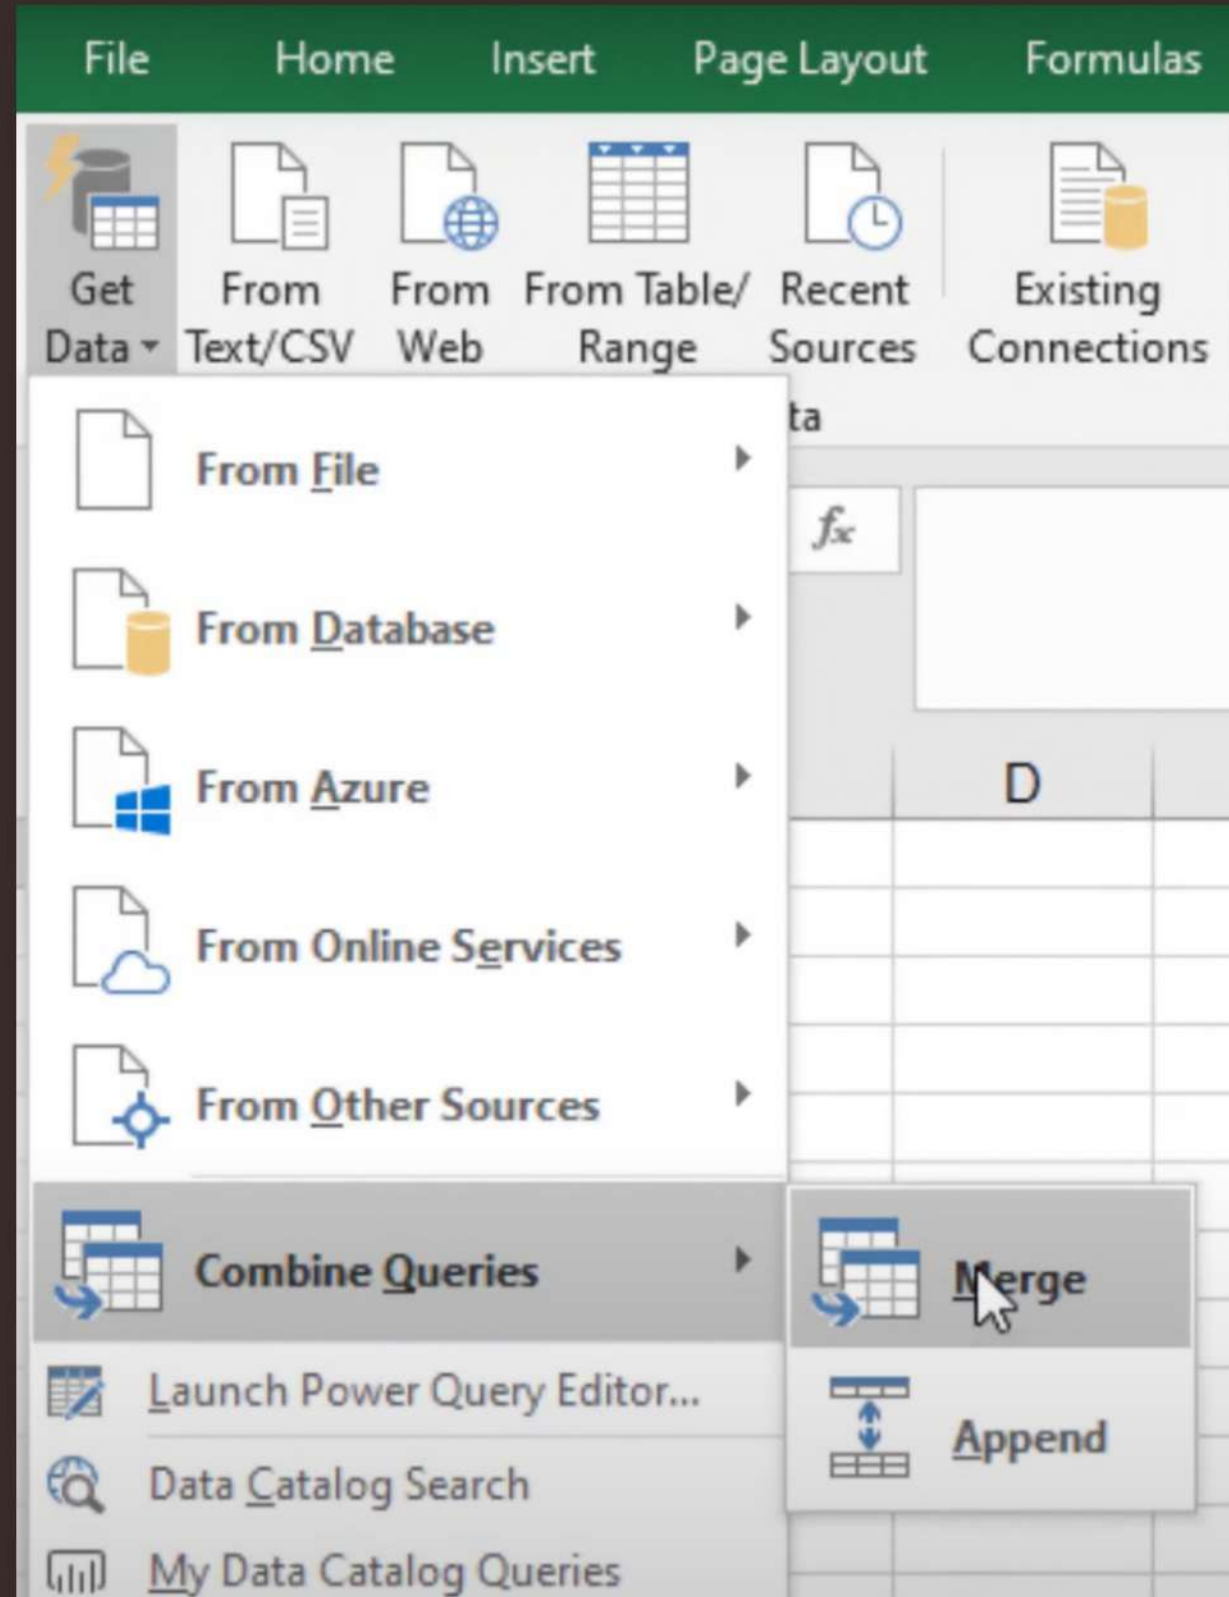 File Home Insert Page Layout Formulas
Get Data
From Text/CSV
From Web
From Table/ Range
Recent Sources
Existing Connections
ta
From File
fx
From Database
D
From Azure
From Online Services
From Other Sources
Combine Queries
Merge
Launch Power Query Editor...
Append
Data Catalog Search
My Data Catalog Queries